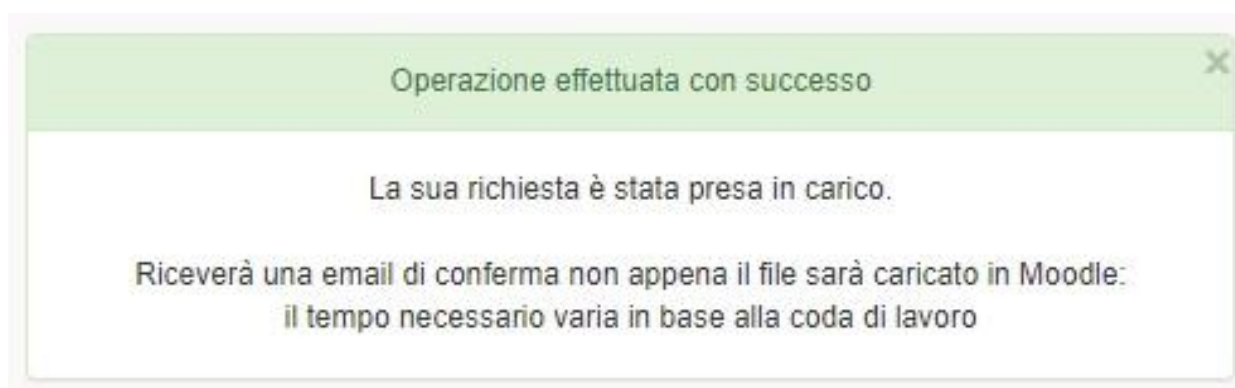 Operazione effettuata con successo
La sua richiesta è stata presa in carico.
Riceverà una email di conferma non appena il file sarà caricato in Moodle:
il tempo necessario varia in base alla coda di lavoro